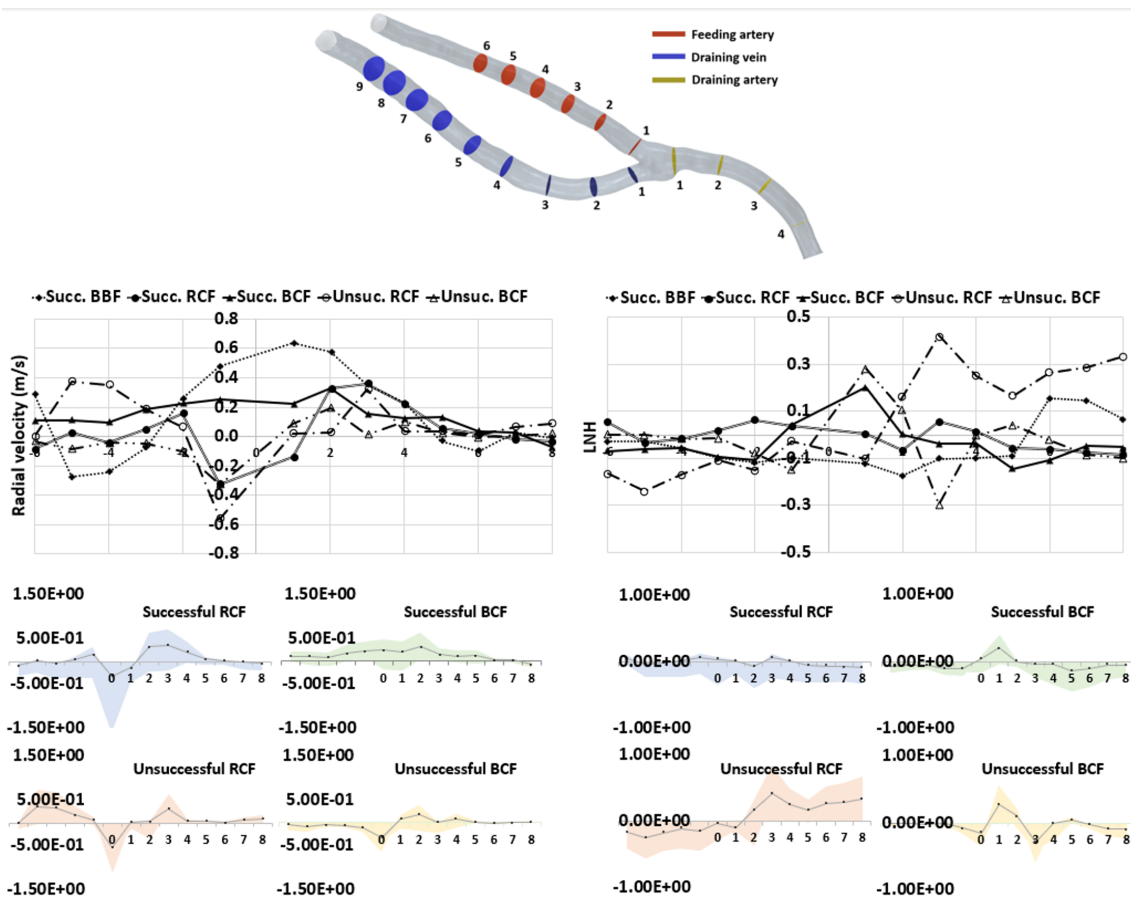 Feeding artery
Draining vein
Draining artery
6
5
4
3
2
1
9
8
7
6
5
4
3
2
1
1
2
3
4
Succ. BBF Succ. RCF Succ. BCF Unsuc. RCF Unsuc. BCF
Radial velocity (m/s)
0.8
0.6
0.4
0.2
0.0
-0.2
-0.4
-0.6
-0.8
-4 -2 0 2 4 6 8
Succ. BBF Succ. RCF Succ. BCF Unsuc. RCF Unsuc. BCF
LNH
0.5
0.3
0.1
-0.1
-0.3
-0.5
0
1.50E+00
Successful RCF
5.00E-01
-5.00E-01
-1.50E+00
0 1 2 3 4 5 6 7 8
1.50E+00
Successful BCF
5.00E-01
-5.00E-01
-1.50E+00
0 1 2 3 4 5 6 7 8
1.00E+00
Successful RCF
0.00E+00
-1.00E+00
0 1 2 3 4 5 6 7 8
1.00E+00
Successful BCF
0.00E+00
-1.00E+00
0 1 2 3 4 5 6 7 8
1.50E+00
Unsuccessful RCF
5.00E-01
-5.00E-01
-1.50E+00
0 1 2 3 4 5 6 7 8
1.50E+00
Unsuccessful BCF
5.00E-01
-5.00E-01
-1.50E+00
0 1 2 3 4 5 6 7 8
1.00E+00
Unsuccessful RCF
0.00E+00
-1.00E+00
0 1 2 3 4 5 6 7 8
1.00E+00
Unsuccessful BCF
0.00E+00
-1.00E+00
0 1 2 3 4 5 6 7 8